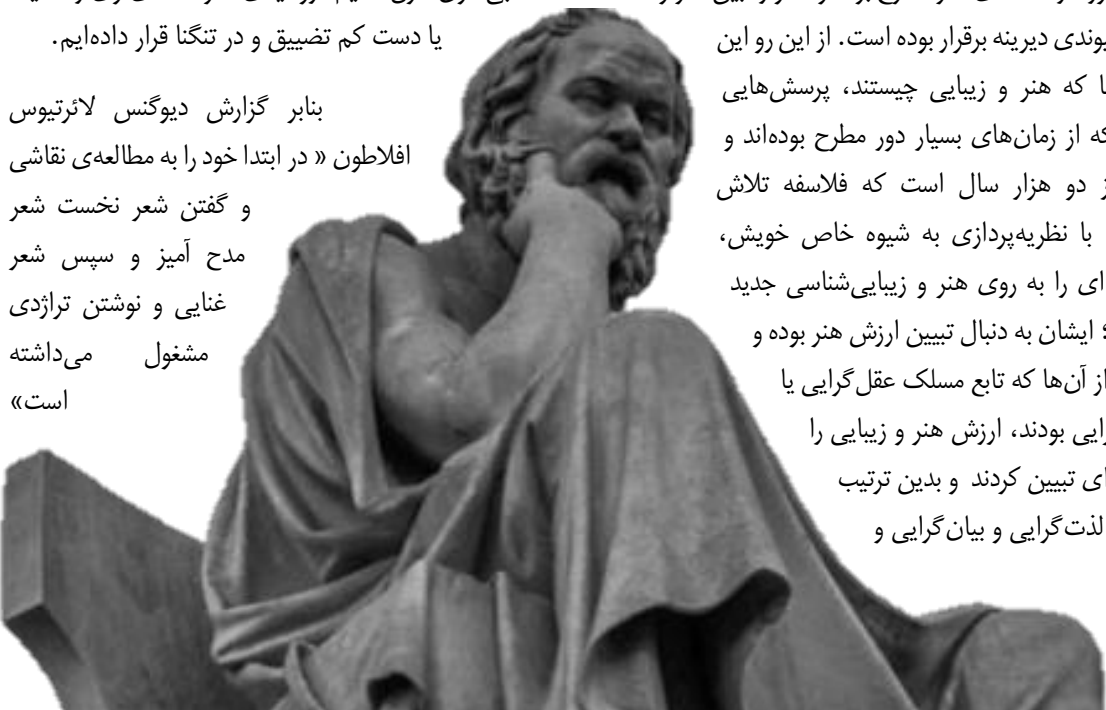 یوندی دیرینه برقرار بوده است. از این رو این
ا که هنر و زیبایی چیستند، پرسش‌هایی
که از زمان‌های بسیار دور مطرح بوده‌اند و
ز دو هزار سال است که فلاسفه تلاش
با نظریه‌پردازی به شیوه خاص خویش،
ای را به روی هنر و زیبایی‌شناسی جدید
؛ ایشان به دنبال تبیین ارزش هنر بوده و
از آن‌ها که تابع مسلک عقل‌گرایی یا
رایی بودند، ارزش هنر و زیبایی را
ای تبیین کردند و بدین ترتیب
لذت‌گرایی و بیان‌گرایی و
یا دست کم تضییق و در تنگنا قرار داده‌ایم.
بنابر گزارش دیوگنس لائرتیوس
افلاطون « در ابتدا خود را به مطالعه‌ی نقاشی
و گفتن شعر نخست شعر
مدح آمیز و سپس شعر
غنایی و نوشتن تراژدی
مشغول می‌داشته
است»